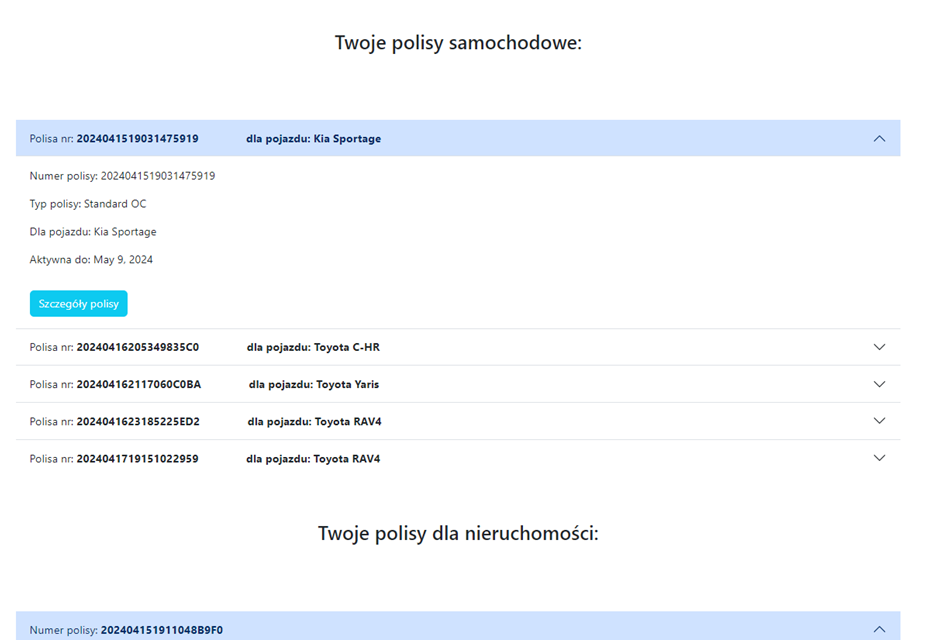 Twoje polisy samochodowe:
Polisa nr: 2024041519031475919 dla pojazdu: Kia Sportage
Numer polisy: 2024041519031475919
Typ polisy: Standard OC
Dla pojazdu: Kia Sportage
Aktywna do: May 9, 2024
Szczegóły polisy
Polisa nr: 20240416205349835C0 dla pojazdu: Toyota C-HR
Polisa nr: 202404162117060C0BA dla pojazdu: Toyota Yaris
Polisa nr: 2024041623185225ED2 dla pojazdu: Toyota RAV4
Polisa nr: 2024041719151022959 dla pojazdu: Toyota RAV4
Twoje polisy dla nieruchomości:
Numer polisy: 202404151911048B9F0